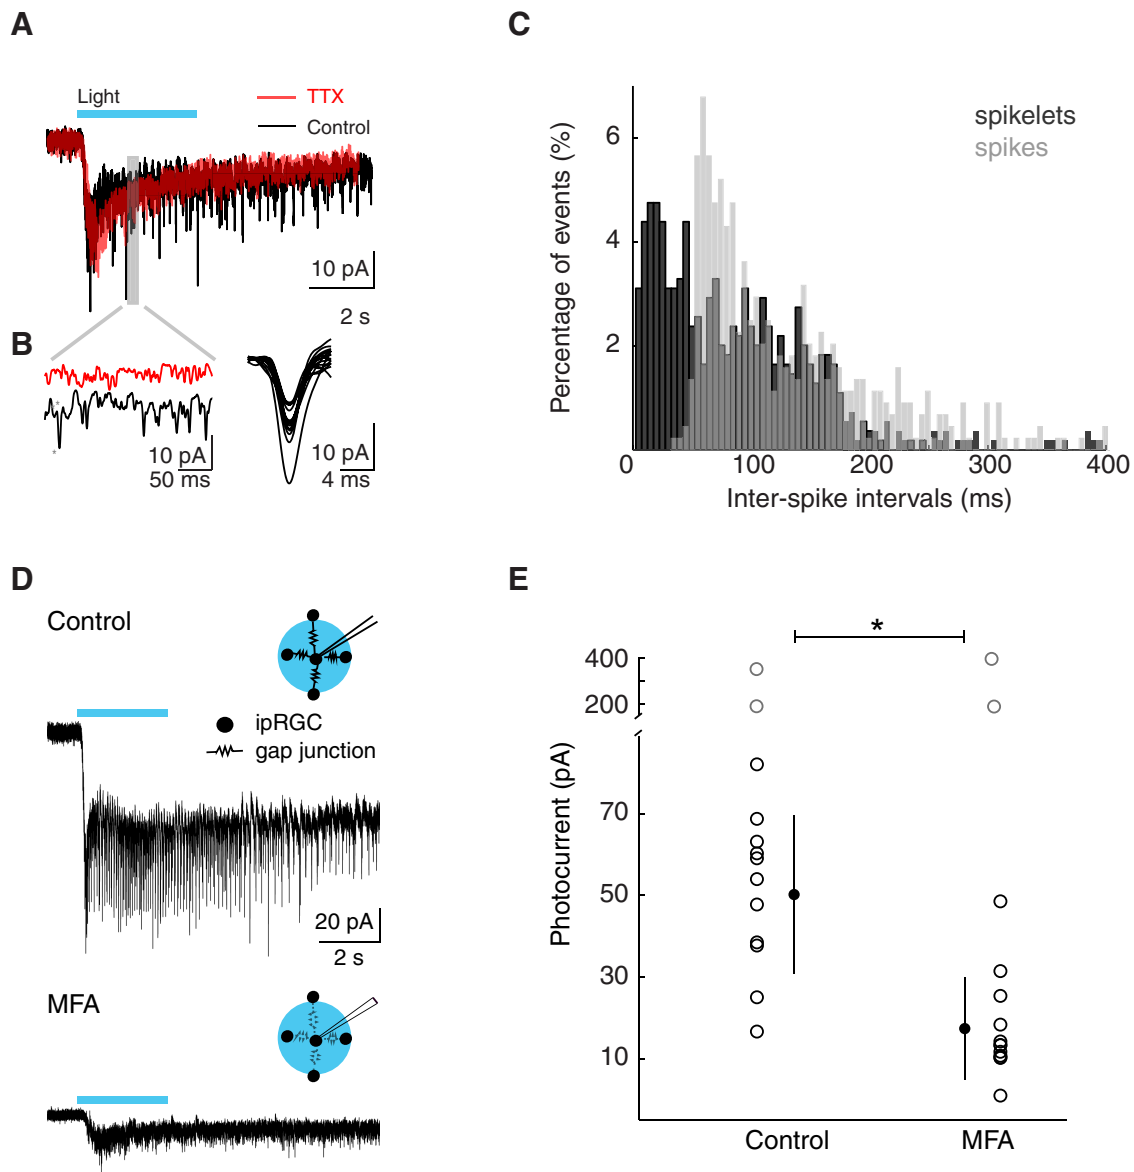 A
Light
TTX
Control
10 pA
2 s
B
10 pA
50 ms
10 pA
4 ms
C
spikelets
spikes
Percentage of events (%)
6
4
2
0
100
200
300
400
Inter-spike intervals (ms)
D
Control
ipRGC
gap junction
20 pA
2 s
MFA
E
*
400
200
70
50
30
10
Photocurrent (pA)
Control
MFA